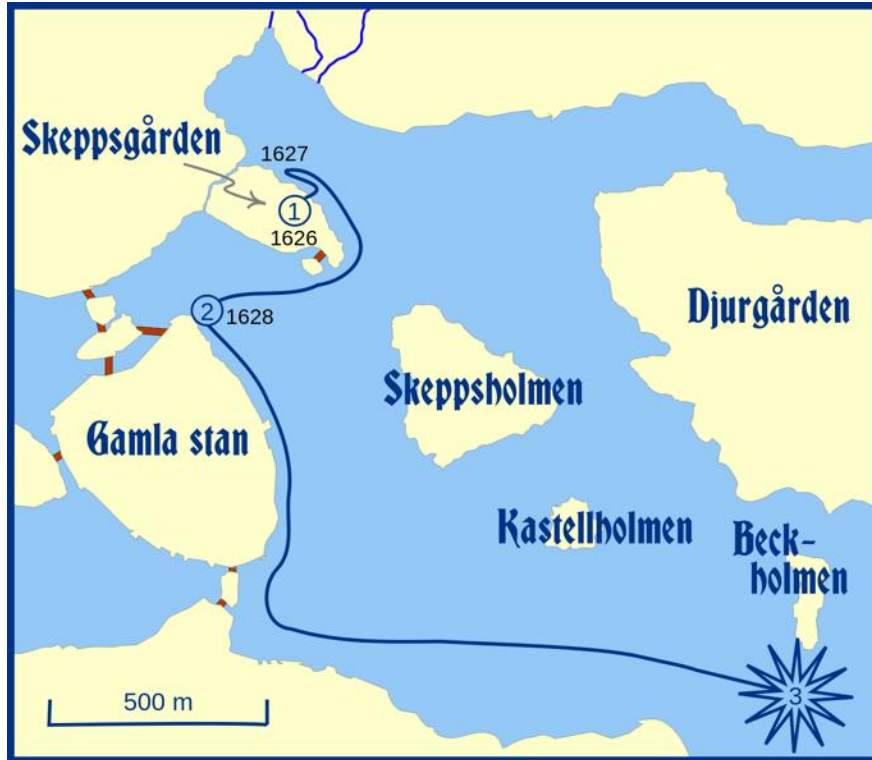 Skeppsgården
1627
1
1626
2
1628
Djurgården
Skeppsholmen
Gamla stan
Kastellholmen
Beck-
holmen
3
500 m